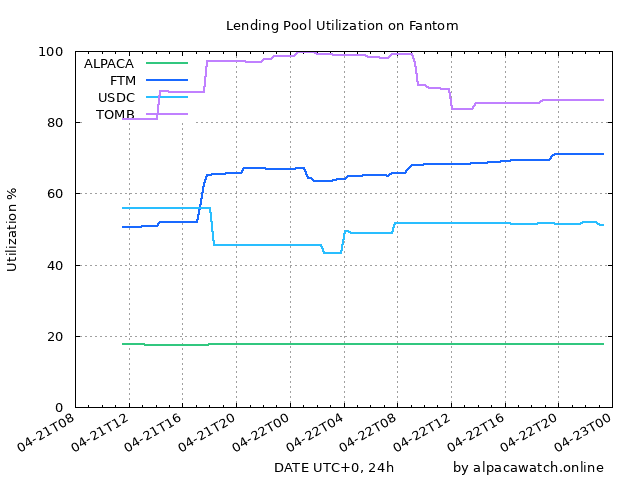 Lending Pool Utilization on Fantom
100
80
60
40
20
0
Utilization %
ALPACA
FTM
USDC
TOMB
04-21T08
04-21T12
04-21T16
04-21T20
04-22T00
04-22T04
04-22T08
04-22T12
04-22T16
04-22T20
04-23T00
DATE UTC+0, 24h
by alpacawatch.online